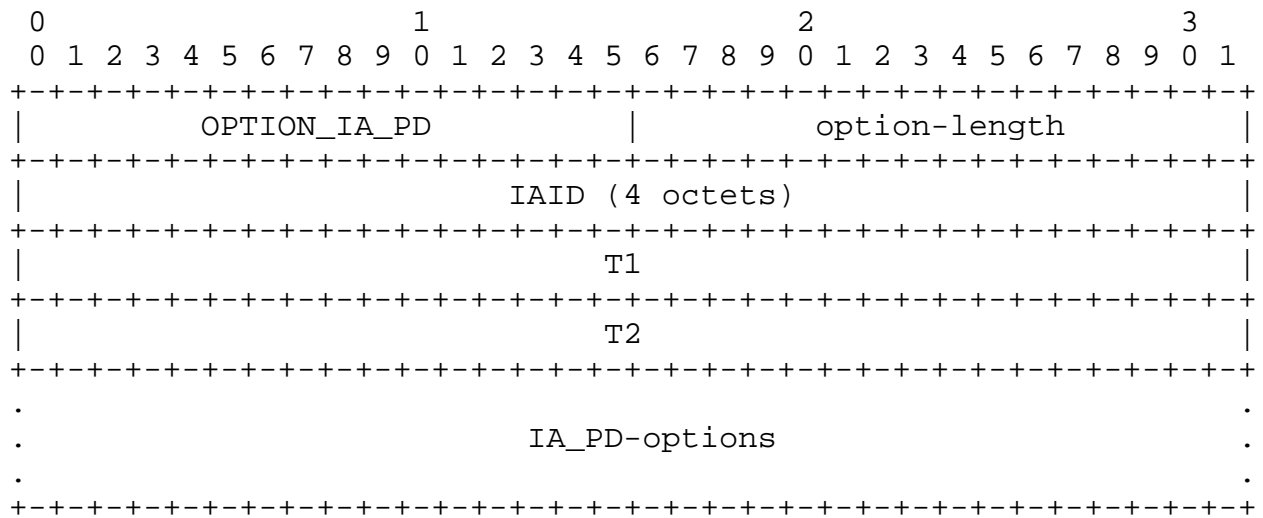 0                   1                   2                   3
 0 1 2 3 4 5 6 7 8 9 0 1 2 3 4 5 6 7 8 9 0 1 2 3 4 5 6 7 8 9 0 1
+-+-+-+-+-+-+-+-+-+-+-+-+-+-+-+-+-+-+-+-+-+-+-+-+-+-+-+-+-+-+-+-+
|         OPTION_IA_PD          |         option-length         |
+-+-+-+-+-+-+-+-+-+-+-+-+-+-+-+-+-+-+-+-+-+-+-+-+-+-+-+-+-+-+-+-+
|                         IAID (4 octets)                       |
+-+-+-+-+-+-+-+-+-+-+-+-+-+-+-+-+-+-+-+-+-+-+-+-+-+-+-+-+-+-+-+-+
|                              T1                               |
+-+-+-+-+-+-+-+-+-+-+-+-+-+-+-+-+-+-+-+-+-+-+-+-+-+-+-+-+-+-+-+-+
|                              T2                               |
+-+-+-+-+-+-+-+-+-+-+-+-+-+-+-+-+-+-+-+-+-+-+-+-+-+-+-+-+-+-+-+-+
.                                                               .
.                          IA_PD-options                        .
.                                                               .
+-+-+-+-+-+-+-+-+-+-+-+-+-+-+-+-+-+-+-+-+-+-+-+-+-+-+-+-+-+-+-+-+